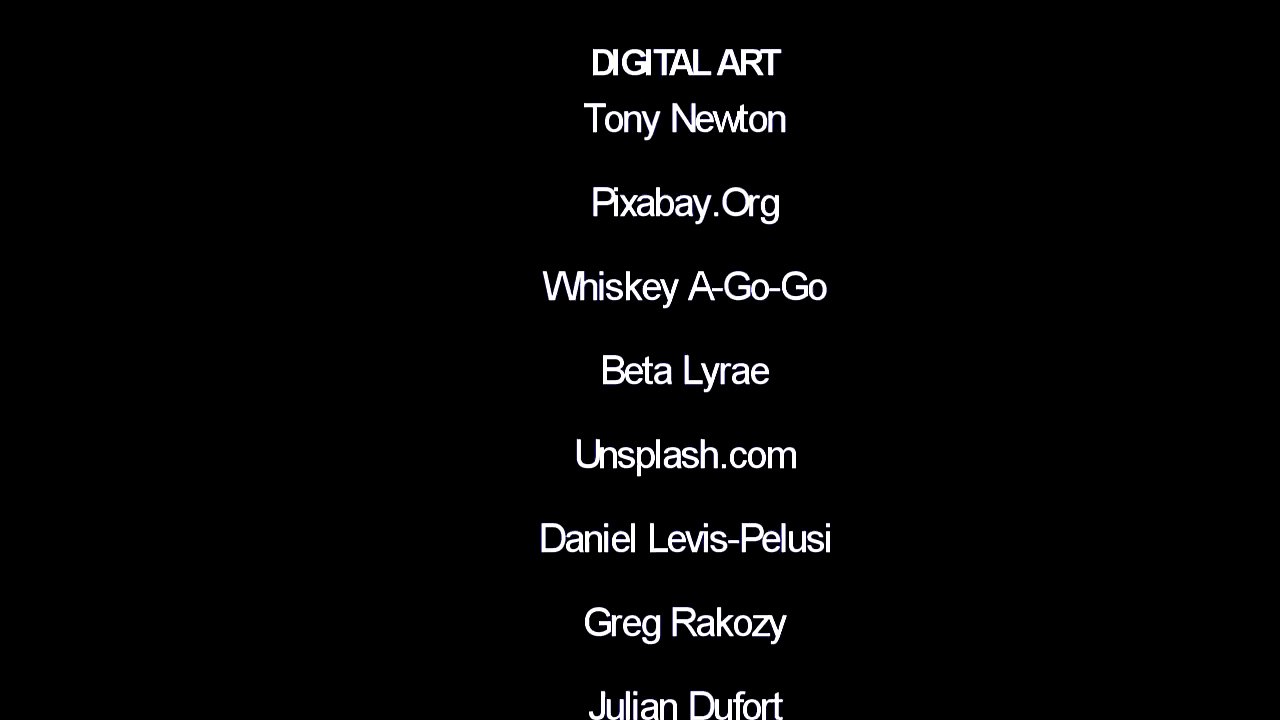 DIGITAL ART
Tony Newton
Pixabay.Org
Whiskey A-Go-Go
Beta Lyrae
Unsplash.com
Daniel Levis-Pelusi
Greg Rakozy
Julian Dufort